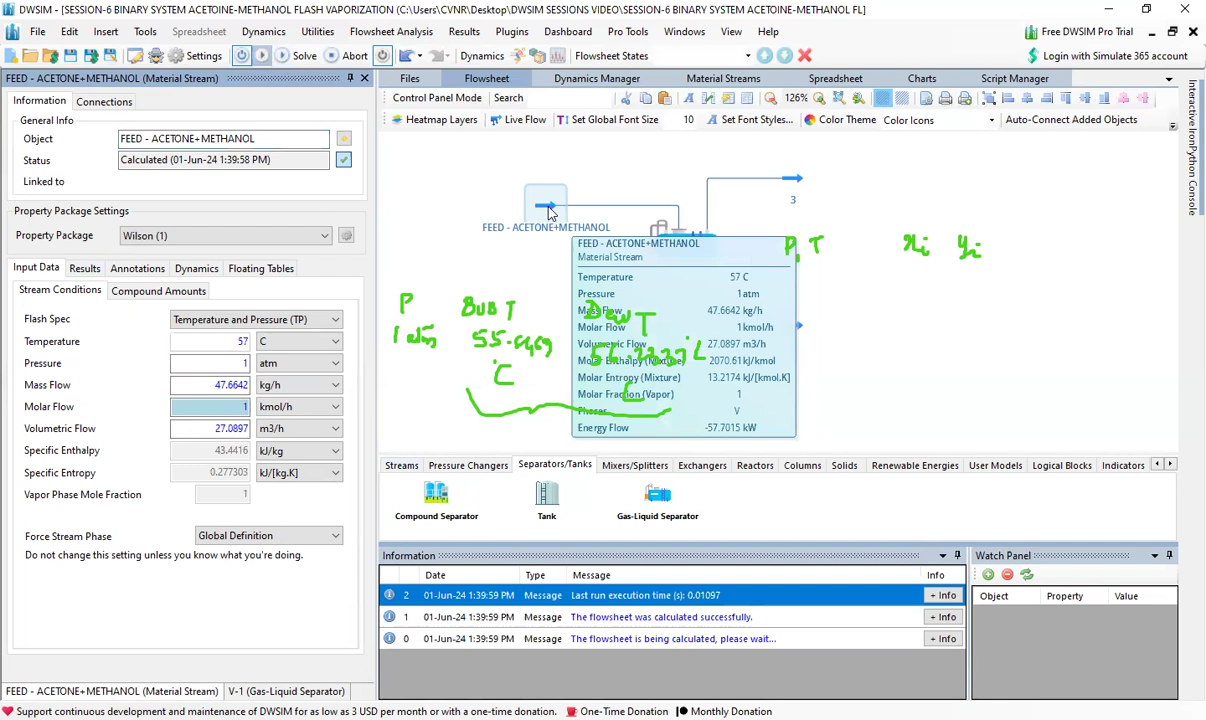 DWSIM - [SESSION-6 BINARY SYSTEM ACETOINE-METHANOL FLASH VAPORIZATION (C:\Users\CVNR\Desktop\DWSIM SESSIONS VIDEO\SESSION-6 BINARY SYSTEM ACETOINE-METHANOL FL]
File Edit Insert Tools Spreadsheet Dynamics Utilities Flowsheet Analysis Results Plugins Dashboard Pro Tools Windows View Help Free DWSIM Pro Trial
Settings Solve Abort Dynamics Flowsheet States Login with Simulate 365 account
FEED - ACETONE+METHANOL (Material Stream)
Files Flowsheet Dynamics Manager Material Streams Spreadsheet Charts Script Manager
Information Connections
Control Panel Mode Search 126%
Heatmap Layers Live Flow Set Global Font Size 10 Set Font Styles... Color Theme Color Icons Auto-Connect Added Objects
General Info
Object FEED - ACETONE+METHANOL
Status Calculated (01-Jun-24 1:39:58 PM)
Linked to
Property Package Settings
Property Package Wilson (1)
Input Data Results Annotations Dynamics Floating Tables
Stream Conditions Compound Amounts
Flash Spec Temperature and Pressure (TP)
Temperature 57 C
Pressure 1 atm
Mass Flow 47.6642 kg/h
Molar Flow 1 kmol/h
Volumetric Flow 27.0897 m3/h
Specific Enthalpy 43.4416 kJ/kg
Specific Entropy 0.277303 kJ/[kg.K]
Vapor Phase Mole Fraction 1
Force Stream Phase Global Definition
Do not change this setting unless you know what you're doing.
3
FEED - ACETONE+METHANOL
FEED - ACETONE+METHANOL
Material Stream
Temperature 57 C
Pressure 1 atm
Mass Flow 47.6642 kg/h
Molar Flow 1 kmol/h
Volumetric Flow 27.0897 m3/h
Molar Enthalpy (Mixture) 2070.61 kJ/kmol
Molar Entropy (Mixture) 13.2174 kJ/[kmol.K]
Molar Fraction (Vapor) 1
Phases V
Energy Flow -57.7015 kW
P, T xi yi
P BUB T Dew T
1 atm
°C
Streams Pressure Changers Separators/Tanks Mixers/Splitters Exchangers Reactors Columns Solids Renewable Energies User Models Logical Blocks Indicators
Compound Separator Tank Gas-Liquid Separator
Information
Date Type Message Info
2 01-Jun-24 1:39:59 PM Message Last run execution time (s): 0.01097 + Info
1 01-Jun-24 1:39:59 PM Message The flowsheet was calculated successfully. + Info
0 01-Jun-24 1:39:59 PM Message The flowsheet is being calculated, please wait... + Info
Watch Panel
Object Property Value
Interactive IronPython Console
FEED - ACETONE+METHANOL (Material Stream) V-1 (Gas-Liquid Separator)
Support continuous development and maintenance of DWSIM for as low as 3 USD per month or with a one-time donation. One-Time Donation Monthly Donation